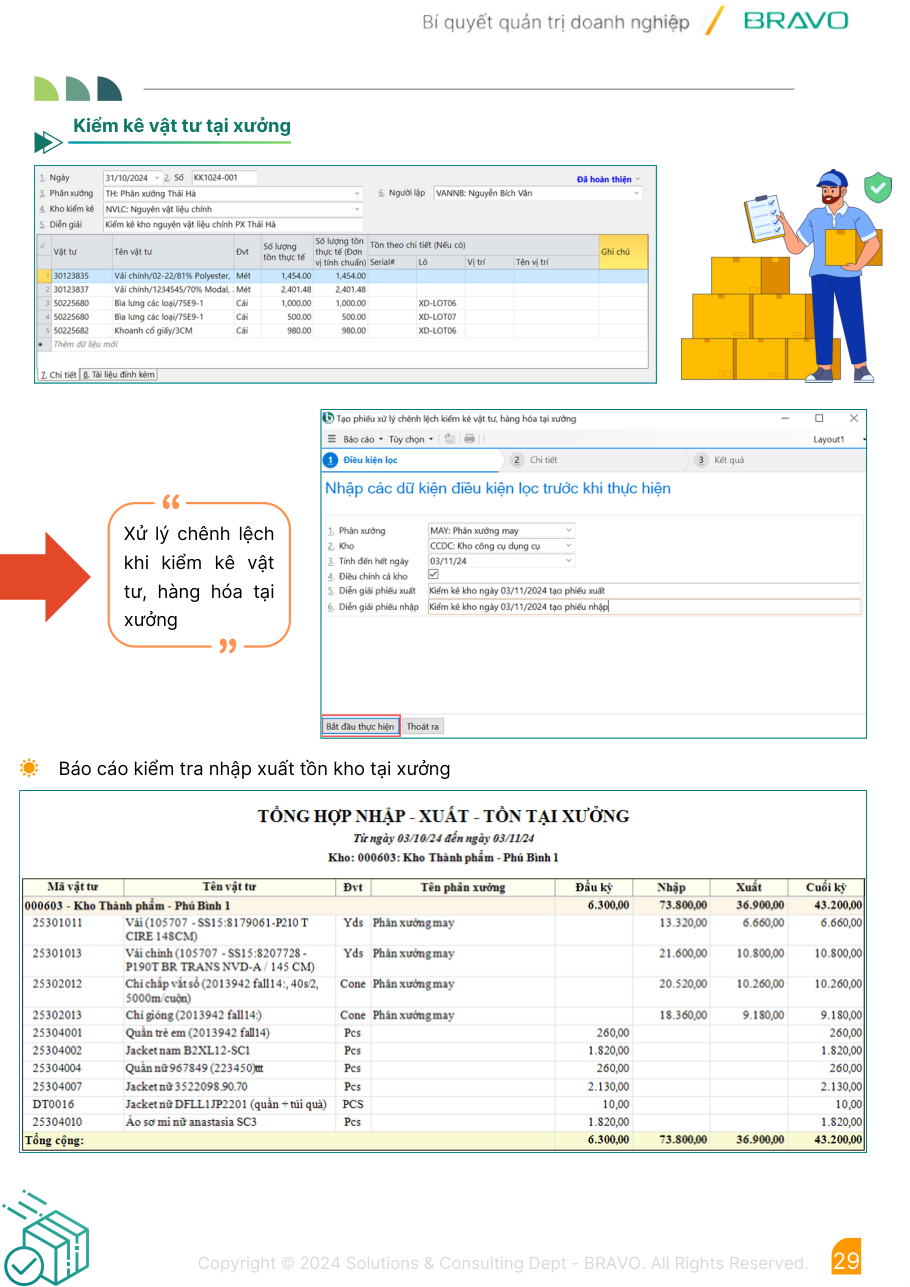 Bí quyết quản trị doanh nghiệp BRAVO
Kiểm kê vật tư tại xưởng
1. Ngày 31/10/2024 2. Số KK1024-001 Đã hoàn thiện
3. Phân xưởng TH: Phân xưởng Thái Hà 6. Người lập VANNB: Nguyễn Bích Vân
4. Kho kiểm kê NVLC: Nguyên vật liệu chính
5. Diễn giải Kiểm kê kho nguyên vật liệu chính PX Thái Hà
Vật tư Tên vật tư Đvt Số lượng tồn thực tế Số lượng tồn thực tế (Đơn vị tính chuẩn) Tồn theo chi tiết (Nếu có) Ghi chú
Serial# Lô Vị trí Tên vị trí
1 30123835 Vải chính/02-22/81% Polyester, Mét 1,454.00 1,454.00
2 30123837 Vải chính/1234545/70% Modal, Mét 2,401.48 2,401.48
3 50225680 Bìa lưng các loại/75E9-1 Cái 1,000.00 1,000.00 XD-LOT06
4 50225680 Bìa lưng các loại/75E9-1 Cái 500.00 500.00 XD-LOT07
5 50225682 Khoanh cổ giấy/3CM Cái 980.00 980.00 XD-LOT06
Thêm dữ liệu mới
7. Chi tiết 8. Tài liệu đính kèm
Tạo phiếu xử lý chênh lệch kiểm kê vật tư, hàng hóa tại xưởng
Báo cáo Tùy chọn Layout1
1 Điều kiện lọc 2 Chi tiết 3 Kết quả
Nhập các dữ kiện điều kiện lọc trước khi thực hiện
1. Phân xưởng MAY: Phân xưởng may
2. Kho CCDC: Kho công cụ dụng cụ
3. Tính đến hết ngày 03/11/24
4. Điều chỉnh cả kho
5. Diễn giải phiếu xuất Kiểm kê kho ngày 03/11/2024 tạo phiếu xuất
6. Diễn giải phiếu nhập Kiểm kê kho ngày 03/11/2024 tạo phiếu nhập
Bắt đầu thực hiện Thoát ra
“
Xử lý chênh lệch
khi kiểm kê vật
tư, hàng hóa tại
xưởng
”
Báo cáo kiểm tra nhập xuất tồn kho tại xưởng
TỔNG HỢP NHẬP - XUẤT - TỒN TẠI XƯỞNG
Từ ngày 03/10/24 đến ngày 03/11/24
Kho: 000603: Kho Thành phẩm - Phú Bình 1
Mã vật tư Tên vật tư Đvt Tên phân xưởng Đầu kỳ Nhập Xuất Cuối kỳ
000603 - Kho Thành phẩm - Phú Bình 1 6.300,00 73.800,00 36.900,00 43.200,00
25301011 Vải (105707 - SS15:8179061-P210 T Yds Phân xưởng may 13.320,00 6.660,00 6.660,00
CIRE 148CM)
25301013 Vải chính (105707 - SS15:8207728 - Yds Phân xưởng may 21.600,00 10.800,00 10.800,00
P190T BR TRANS NVD-A / 145 CM)
25302012 Chỉ chắp vắt sổ (2013942 fall14:, 40s/2, Cone Phân xưởng may 20.520,00 10.260,00 10.260,00
5000m/cuộn)
25302013 Chỉ gióng (2013942 fall14:) Cone Phân xưởng may 18.360,00 9.180,00 9.180,00
25304001 Quần trẻ em (2013942 fall14) Pcs 260,00 260,00
25304002 Jacket nam B2XL12-SC1 Pcs 1.820,00 1.820,00
25304004 Quần nữ 967849 (223450)ttt Pcs 260,00 260,00
25304007 Jacket nữ 3522098.90.70 Pcs 2.130,00 2.130,00
DT0016 Jacket nữ DFLL1JP2201 (quần + túi quà) PCS 10,00 10,00
25304010 Áo sơ mi nữ anastasia SC3 Pcs 1.820,00 1.820,00
Tổng cộng: 6.300,00 73.800,00 36.900,00 43.200,00
Copyright © 2024 Solutions & Consulting Dept - BRAVO. All Rights Reserved. 29